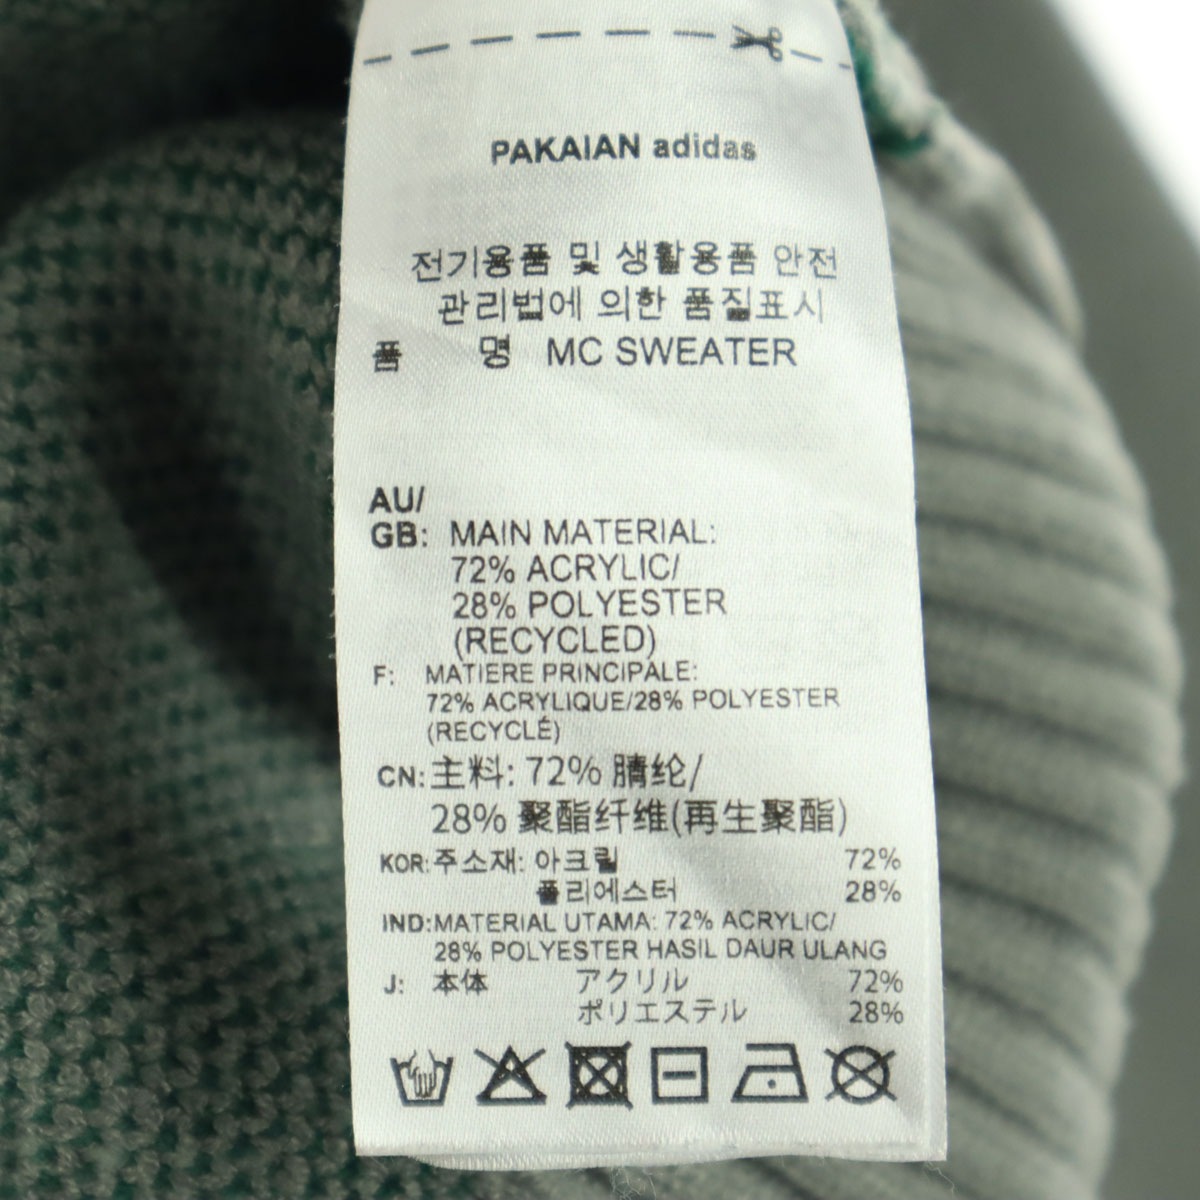 PAKAIAN adidas
전기용품 및 생활용품 안전
관리법에 의한 품질표시
품 명 MC SWEATER
AU/
GB: MAIN MATERIAL:
72% ACRYLIC/
28% POLYESTER
(RECYCLED)
F: MATIERE PRINCIPALE:
72% ACRYLIQUE/28% POLYESTER
(RECYCLÉ)
CN: 主料: 72% 腈纶/
28% 聚酯纤维(再生聚酯)
KOR: 주소재: 아크릴 72%
폴리에스터 28%
IND: MATERIAL UTAMA: 72% ACRYLIC/
28% POLYESTER HASIL DAUR ULANG
J: 本体 アクリル 72%
ポリエステル 28%